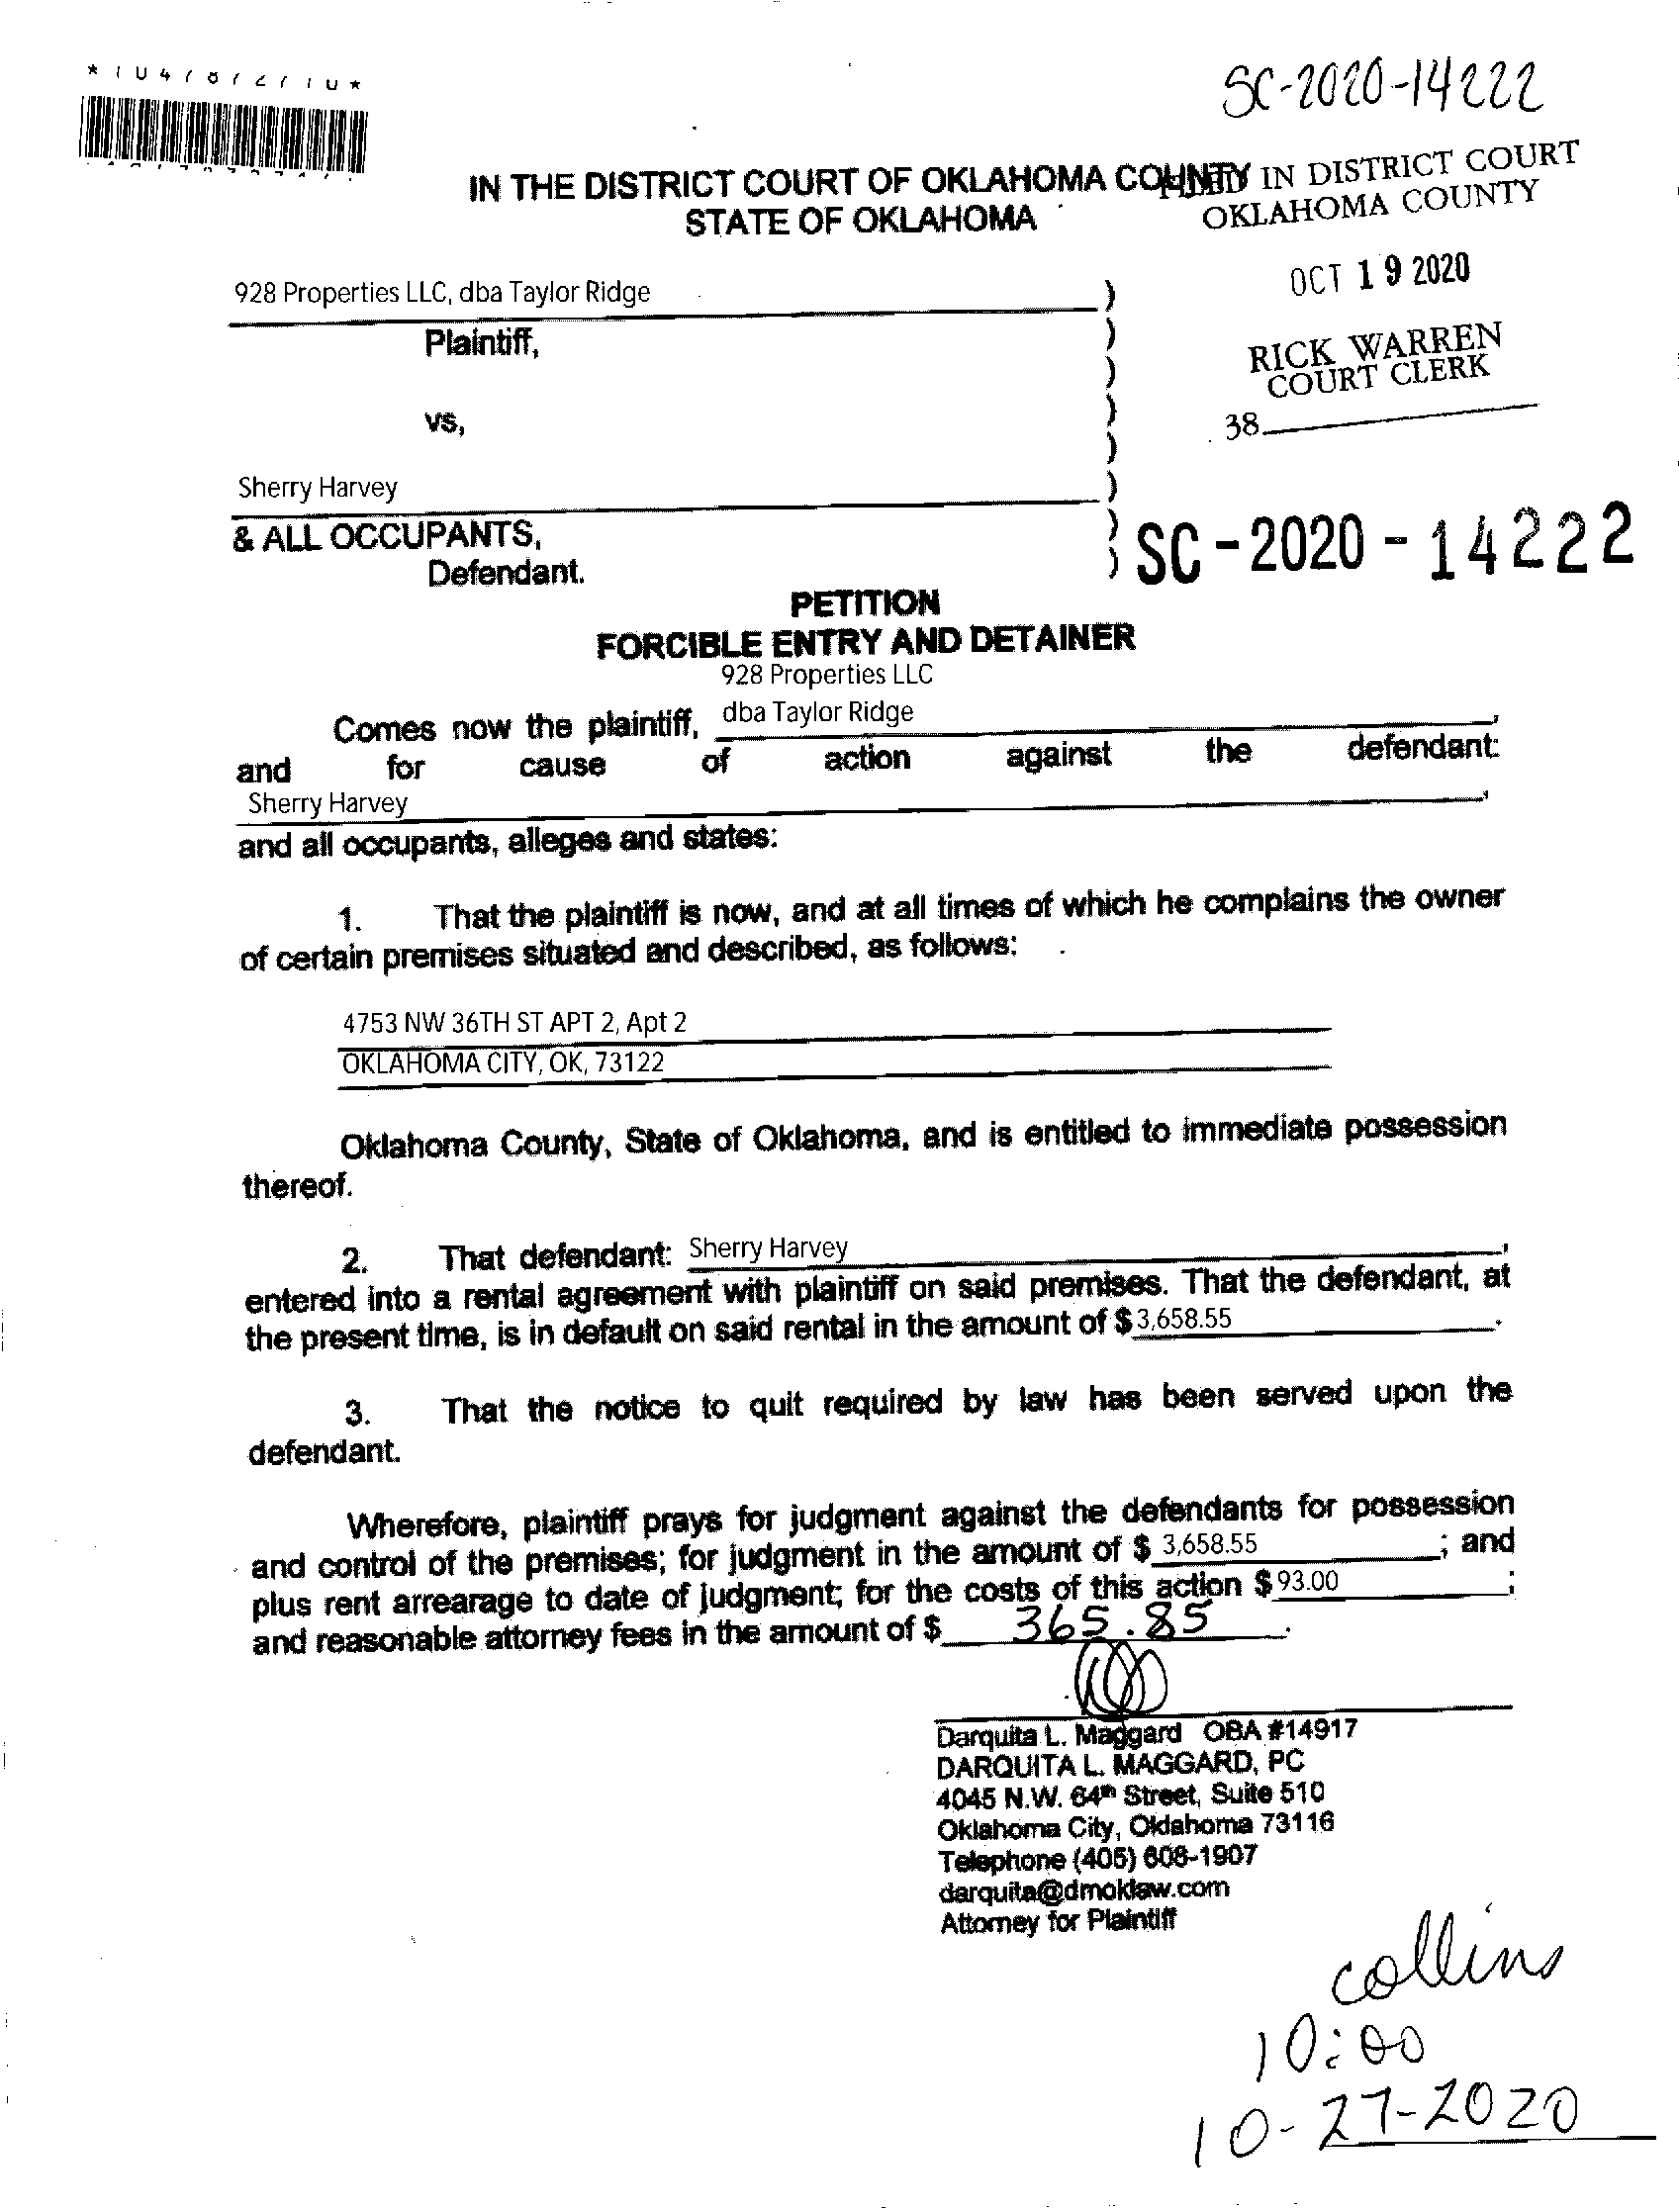 SC-2020-14222
IN THE DISTRICT COURT OF OKLAHOMA COUNTY
STATE OF OKLAHOMA
FILED IN DISTRICT COURT
OKLAHOMA COUNTY
OCT 19 2020
RICK WARREN
COURT CLERK
38
928 Properties LLC, dba Taylor Ridge )
Plaintiff, )
)
vs, )
)
Sherry Harvey )
& ALL OCCUPANTS, )
Defendant. )
SC - 2020 - 14222
PETITION
FORCIBLE ENTRY AND DETAINER
928 Properties LLC
Comes now the plaintiff, dba Taylor Ridge ,
and for cause of action against the defendant:
Sherry Harvey ,
and all occupants, alleges and states:
1. That the plaintiff is now, and at all times of which he complains the owner
of certain premises situated and described, as follows:
4753 NW 36TH ST APT 2, Apt 2
OKLAHOMA CITY, OK, 73122
Oklahoma County, State of Oklahoma, and is entitled to immediate possession
thereof.
2. That defendant: Sherry Harvey ,
entered into a rental agreement with plaintiff on said premises. That the defendant, at
the present time, is in default on said rental in the amount of $ 3,658.55 .
3. That the notice to quit required by law has been served upon the
defendant.
Wherefore, plaintiff prays for judgment against the defendants for possession
and control of the premises; for judgment in the amount of $ 3,658.55 ; and
plus rent arrearage to date of judgment; for the costs of this action $ 93.00 ;
and reasonable attorney fees in the amount of $ 365.85 .
Darquita L. Maggard OBA #14917
DARQUITA L. MAGGARD, PC
4045 N.W. 64th Street, Suite 510
Oklahoma City, Oklahoma 73116
Telephone (405) 608-1907
darquita@dmoklaw.com
Attorney for Plaintiff
collins
10:00
10-27-2020